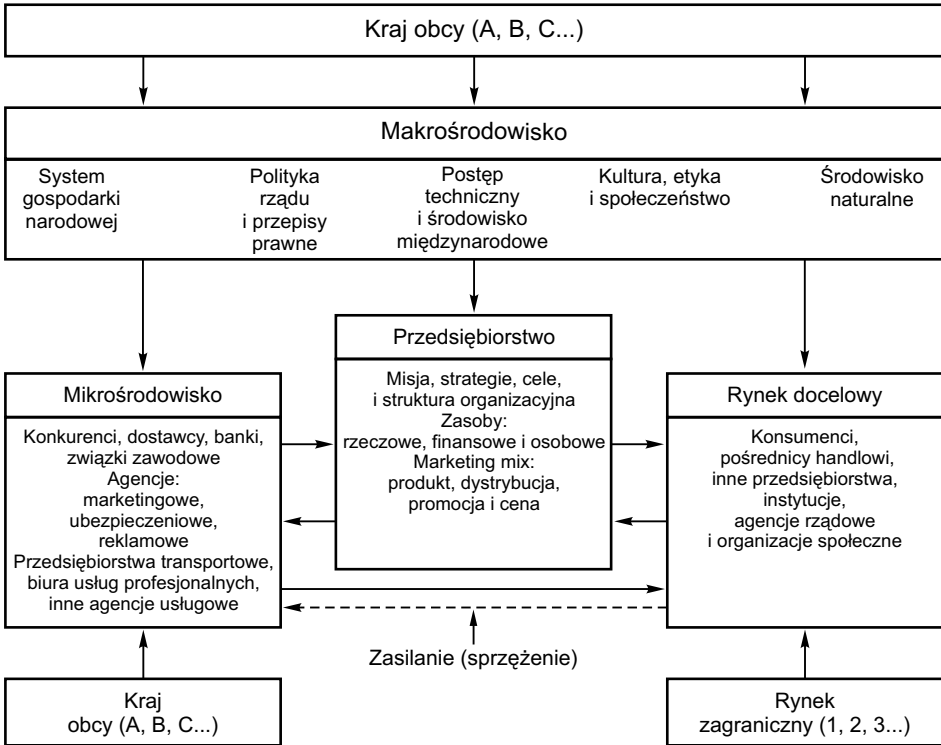 Kraj obcy (A, B, C...)
Makrośrodowisko
System
gospodarki
narodowej
Polityka
rządu
i przepisy
prawne
Postęp
techniczny
i środowisko
międzynarodowe
Kultura, etyka
i społeczeństwo
Środowisko
naturalne
Przedsiębiorstwo
Misja, strategie, cele,
i struktura organizacyjna
Zasoby:
rzeczowe, finansowe i osobowe
Marketing mix:
produkt, dystrybucja,
promocja i cena
Mikrośrodowisko
Konkurenci, dostawcy, banki,
związki zawodowe
Agencje:
marketingowe,
ubezpieczeniowe,
reklamowe
Przedsiębiorstwa transportowe,
biura usług profesjonalnych,
inne agencje usługowe
Rynek docelowy
Konsumenci,
pośrednicy handlowi,
inne przedsiębiorstwa,
instytucje,
agencje rządowe
i organizacje społeczne
Zasilanie (sprzężenie)
Kraj
obcy (A, B, C...)
Rynek
zagraniczny (1, 2, 3...)